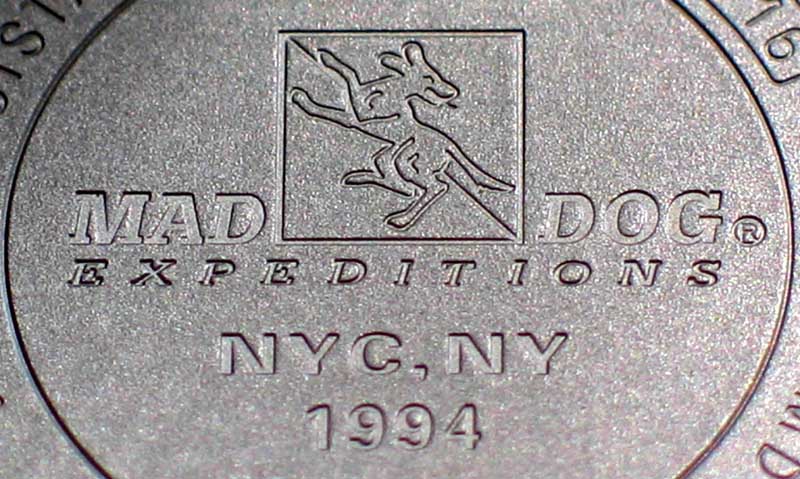 MAD DOG®
EXPEDITIONS
NYC, NY
1994